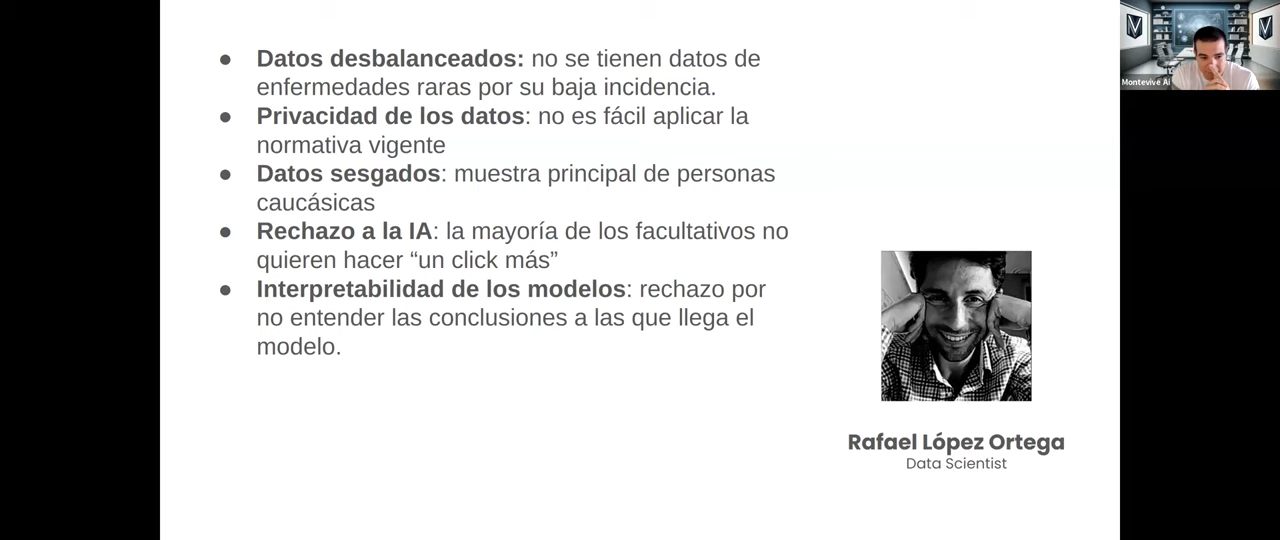 ● Datos desbalanceados: no se tienen datos de
enfermedades raras por su baja incidencia.
● Privacidad de los datos: no es fácil aplicar la
normativa vigente
● Datos sesgados: muestra principal de personas
caucásicas
● Rechazo a la IA: la mayoría de los facultativos no
quieren hacer “un click más”
● Interpretabilidad de los modelos: rechazo por
no entender las conclusiones a las que llega el
modelo.
Rafael López Ortega
Data Scientist
Montevive Ai